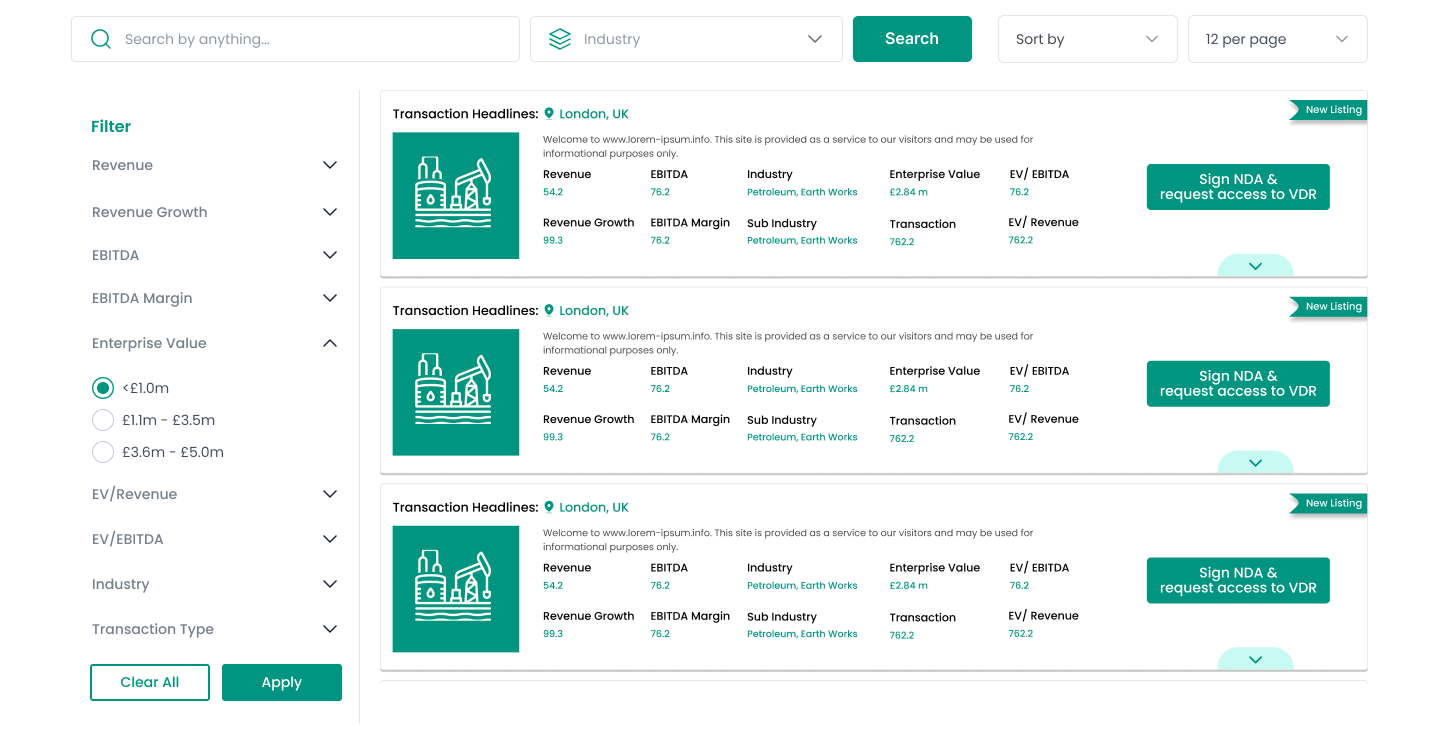 Search by anything...
Industry
Search
Sort by
12 per page
Filter
Revenue
Revenue Growth
EBITDA
EBITDA Margin
Enterprise Value
<£1.0m
£1.1m - £3.5m
£3.6m - £5.0m
EV/Revenue
EV/EBITDA
Industry
Transaction Type
Clear All
Apply
Transaction Headlines: London, UK
New Listing
Welcome to www.lorem-ipsum.info. This site is provided as a service to our visitors and may be used for
informational purposes only.
Revenue EBITDA Industry Enterprise Value EV/ EBITDA
54.2 76.2 Petroleum, Earth Works £2.84 m 76.2
Revenue Growth EBITDA Margin Sub Industry Transaction EV/ Revenue
99.3 76.2 Petroleum, Earth Works 762.2 762.2
Sign NDA &
request access to VDR
Transaction Headlines: London, UK
New Listing
Welcome to www.lorem-ipsum.info. This site is provided as a service to our visitors and may be used for
informational purposes only.
Revenue EBITDA Industry Enterprise Value EV/ EBITDA
54.2 76.2 Petroleum, Earth Works £2.84 m 76.2
Revenue Growth EBITDA Margin Sub Industry Transaction EV/ Revenue
99.3 76.2 Petroleum, Earth Works 762.2 762.2
Sign NDA &
request access to VDR
Transaction Headlines: London, UK
New Listing
Welcome to www.lorem-ipsum.info. This site is provided as a service to our visitors and may be used for
informational purposes only.
Revenue EBITDA Industry Enterprise Value EV/ EBITDA
54.2 76.2 Petroleum, Earth Works £2.84 m 76.2
Revenue Growth EBITDA Margin Sub Industry Transaction EV/ Revenue
99.3 76.2 Petroleum, Earth Works 762.2 762.2
Sign NDA &
request access to VDR